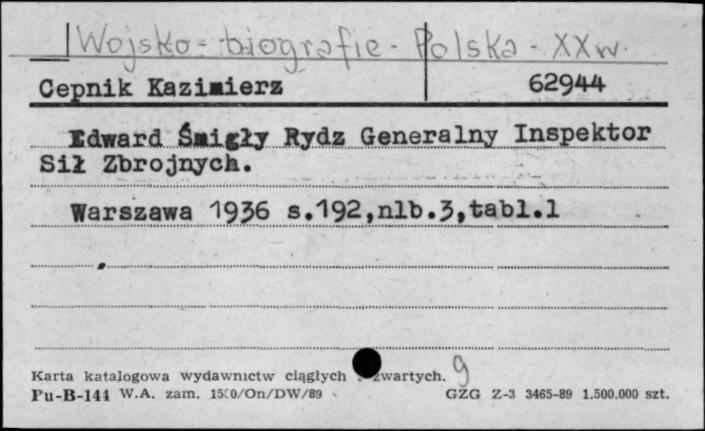 Wojsko - biografie - Polska - XX w.
Cepnik Kazimierz 62944
Edward Śmigły Rydz Generalny Inspektor
Sił Zbrojnych.
Warszawa 1936 s.192,nlb.3,tabl.1
Karta katalogowa wydawnictw ciągłych zwartych. 9
Pu-B-144 W.A. zam. 1500/On/DW/89 GZG Z-3 3465-89 1.500.000 szt.